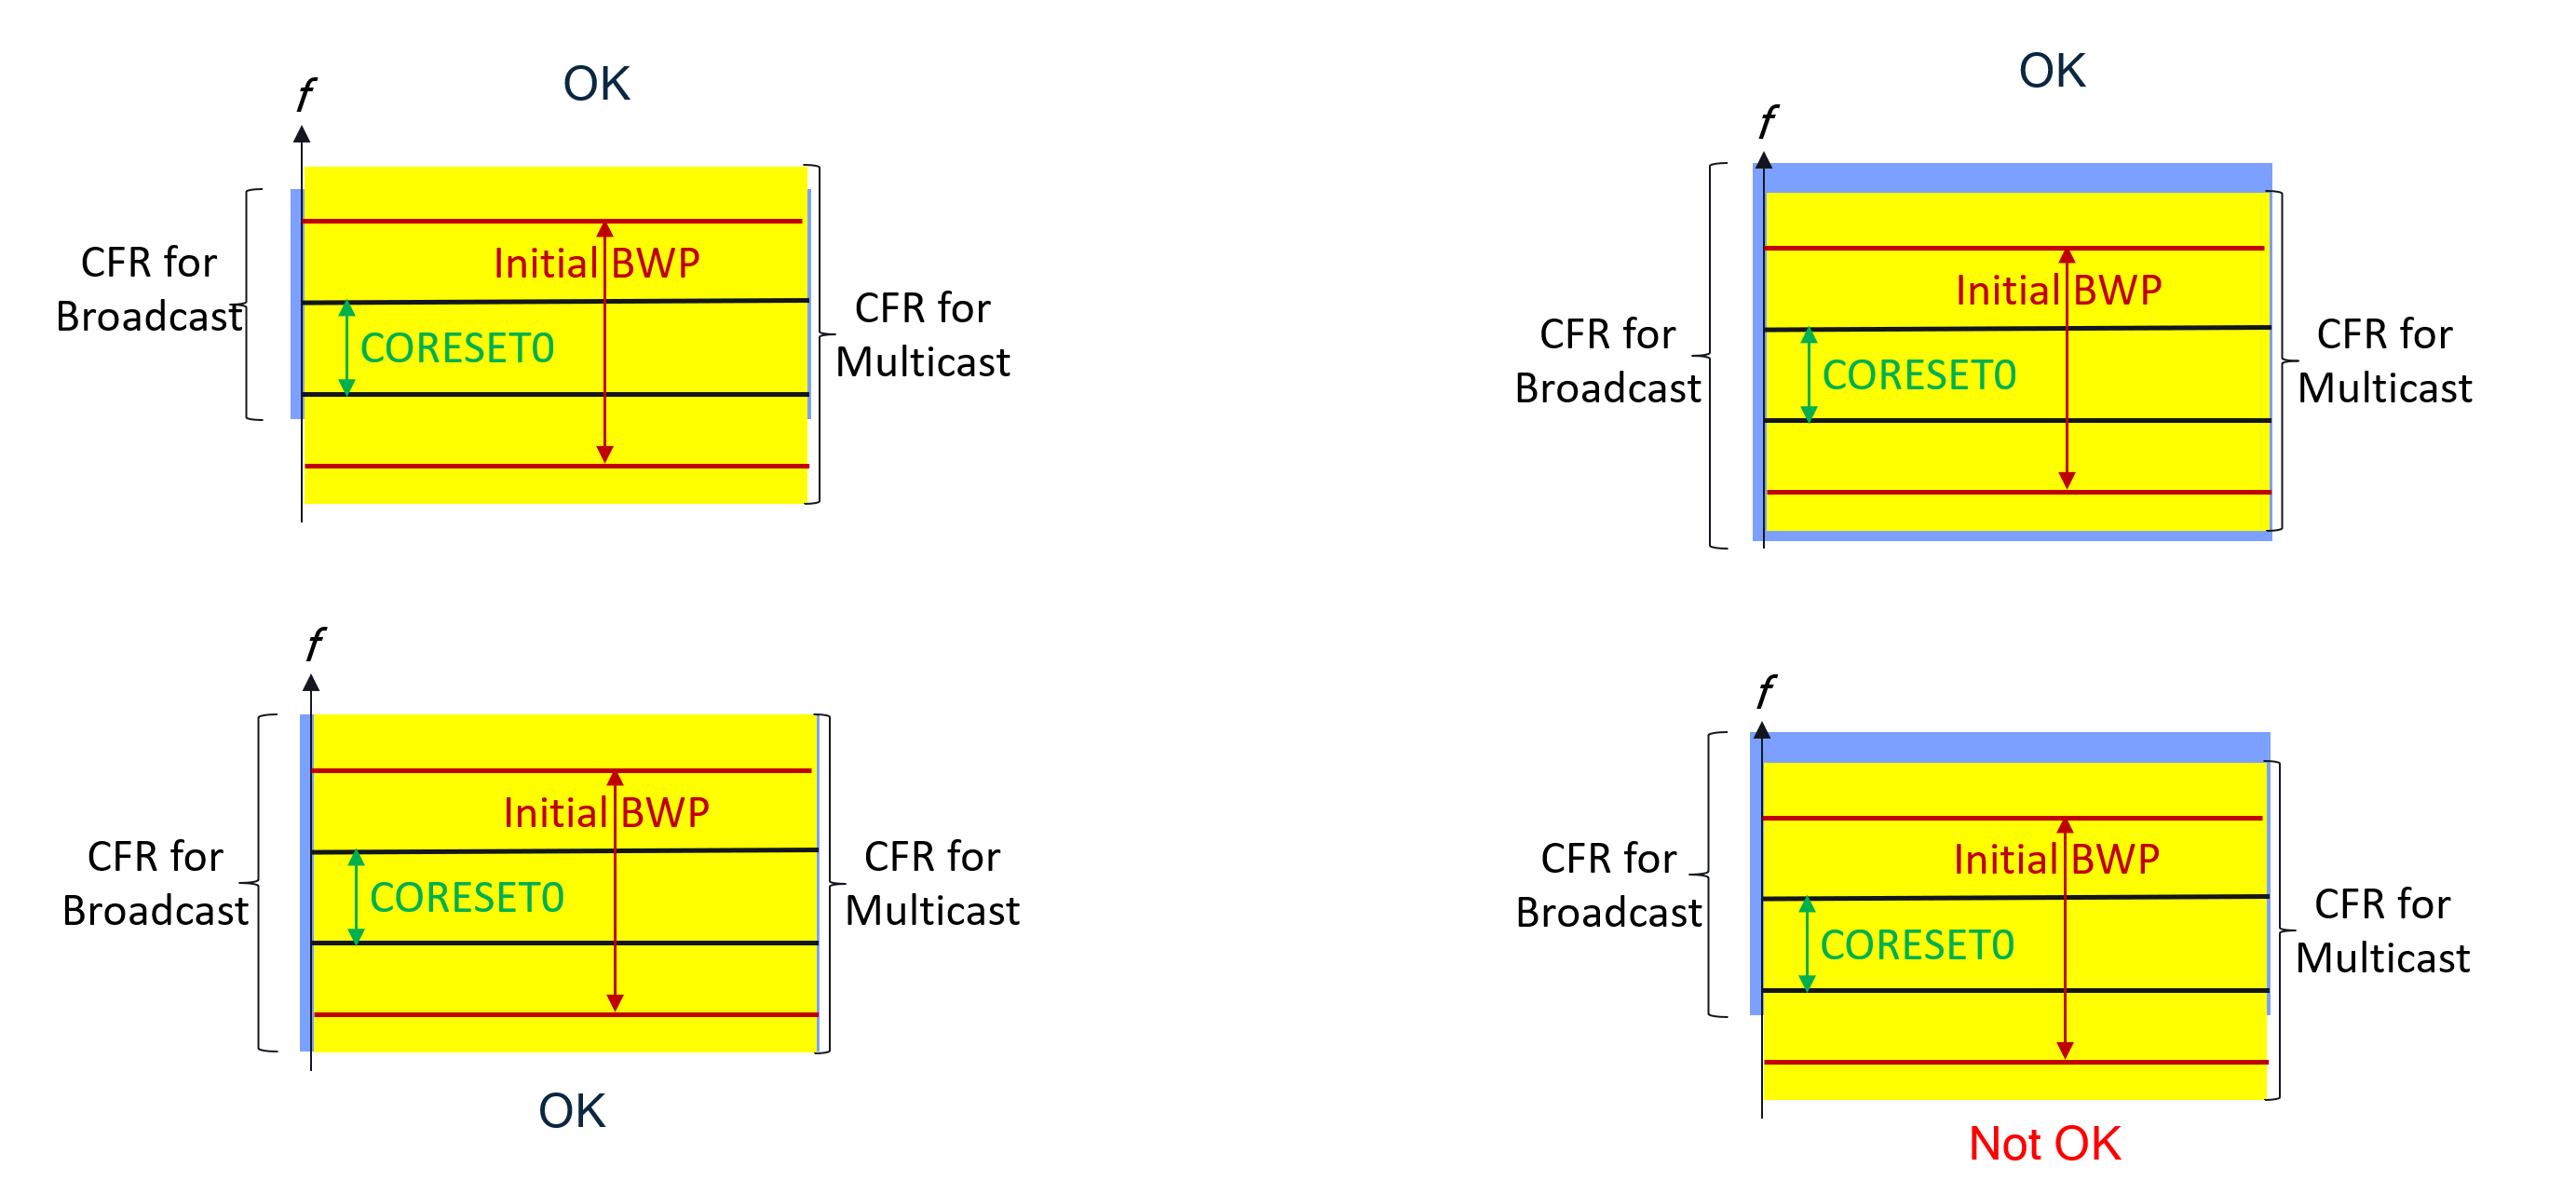 OK
f
CFR for
Broadcast
Initial BWP
CORESET0
CFR for
Multicast
OK
f
CFR for
Broadcast
Initial BWP
CORESET0
CFR for
Multicast
f
CFR for
Broadcast
Initial BWP
CORESET0
CFR for
Multicast
OK
f
CFR for
Broadcast
Initial BWP
CORESET0
CFR for
Multicast
Not OK